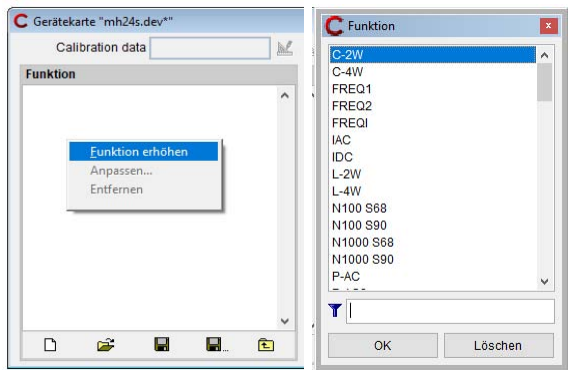 Gerätekarte "mh24s.dev*"
Calibration data
Funktion
Funktion erhöhen
Anpassen...
Entfernen
Funktion
C-2W
C-4W
FREQ1
FREQ2
FREQI
IAC
IDC
L-2W
L-4W
N100 S68
N100 S90
N1000 S68
N1000 S90
P-AC
OK
Löschen